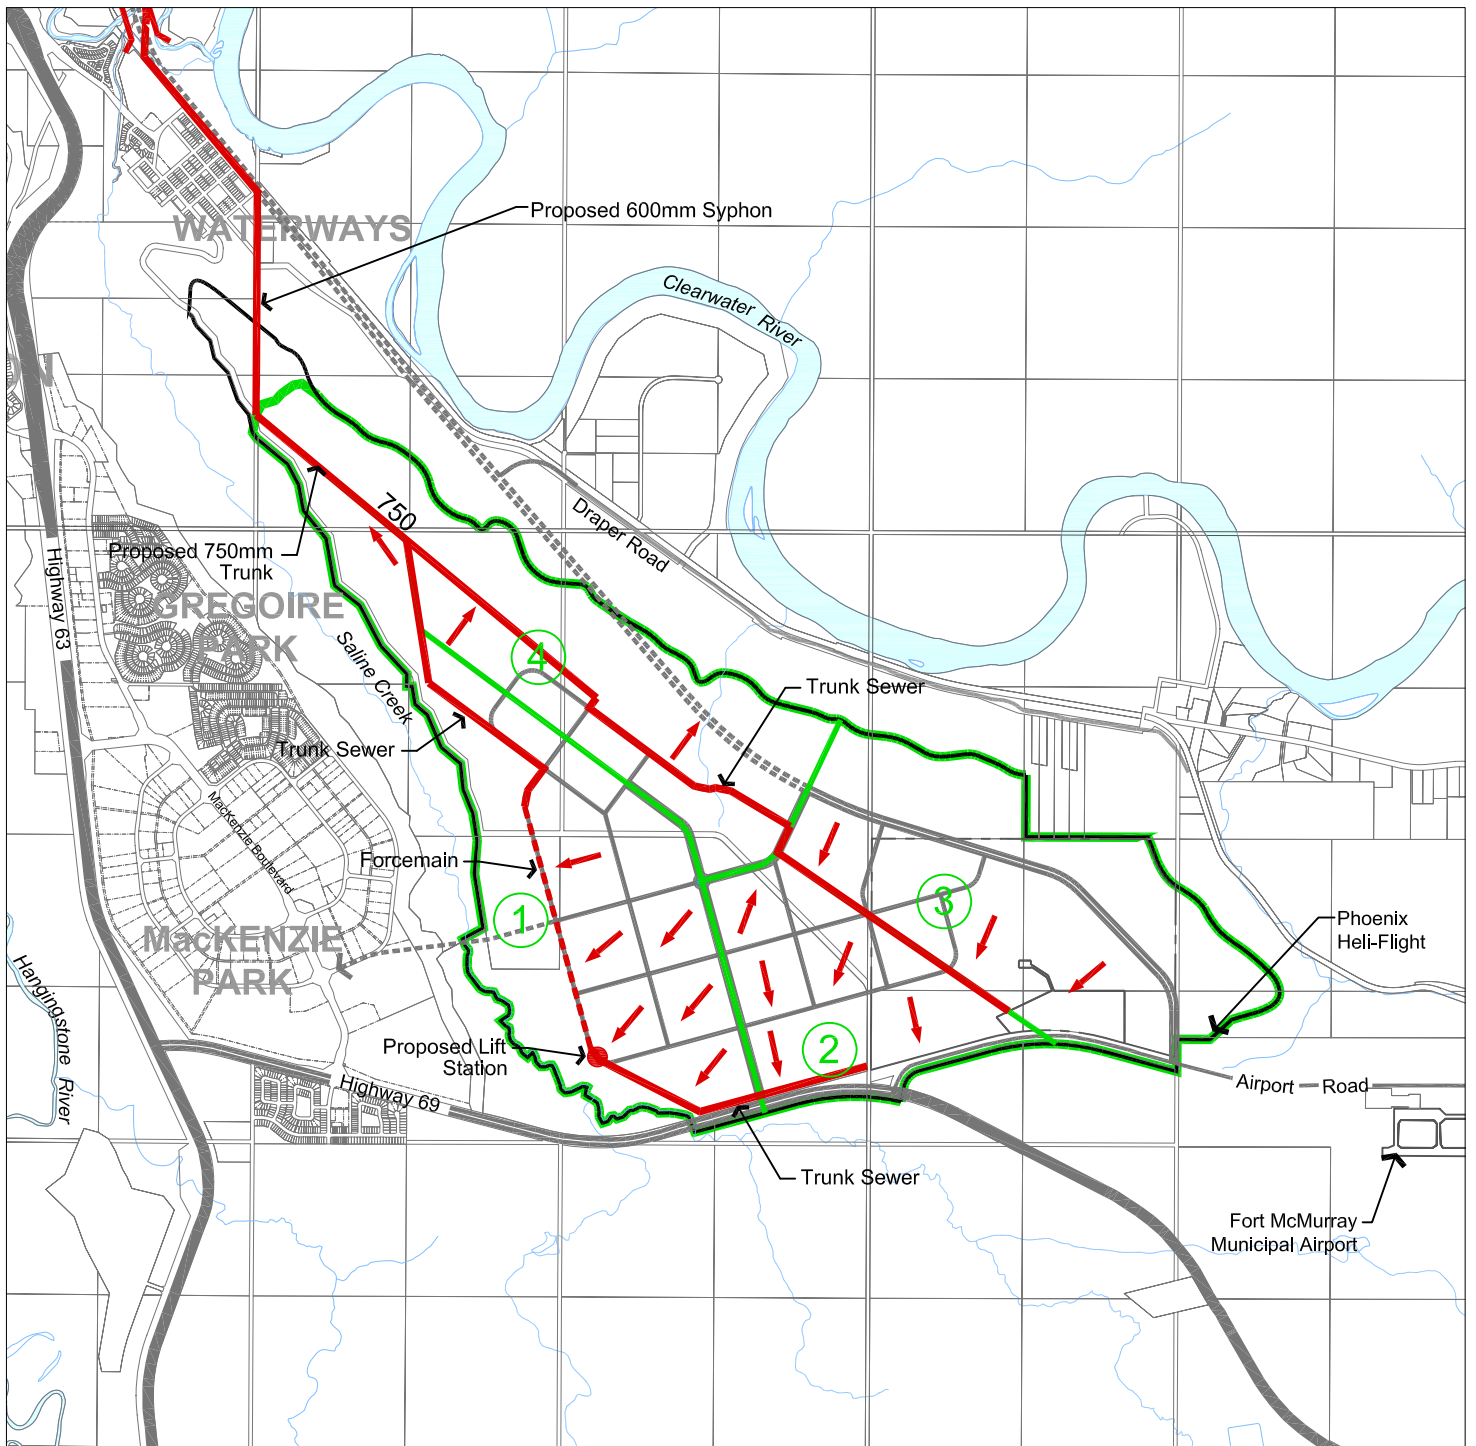 WATERWAYS
Proposed 600mm Syphon
Clearwater River
ON
750
Draper Road
Highway 63
Proposed 750mm
Trunk
GREGOIRE
PARK
Saline Creek
4
Trunk Sewer
Trunk Sewer
MacKenzie Boulevard
Forcemain
1
3
MacKENZIE
PARK
Phoenix
Heli-Flight
Hangingstone River
Proposed Lift
Station
2
Highway 69
Airport Road
Trunk Sewer
Fort McMurray
Municipal Airport